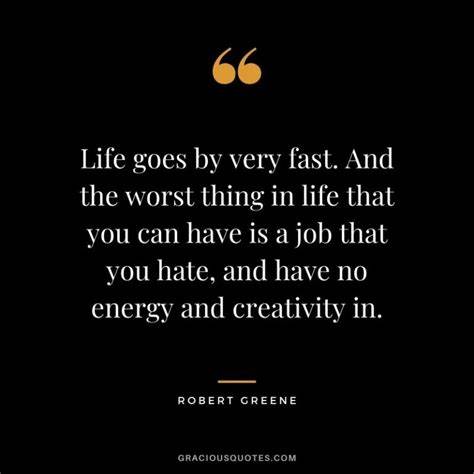 “
Life goes by very fast. And
the worst thing in life that
you can have is a job that
you hate, and have no
energy and creativity in.
ROBERT GREENE
GRACIOUSQUOTES.COM